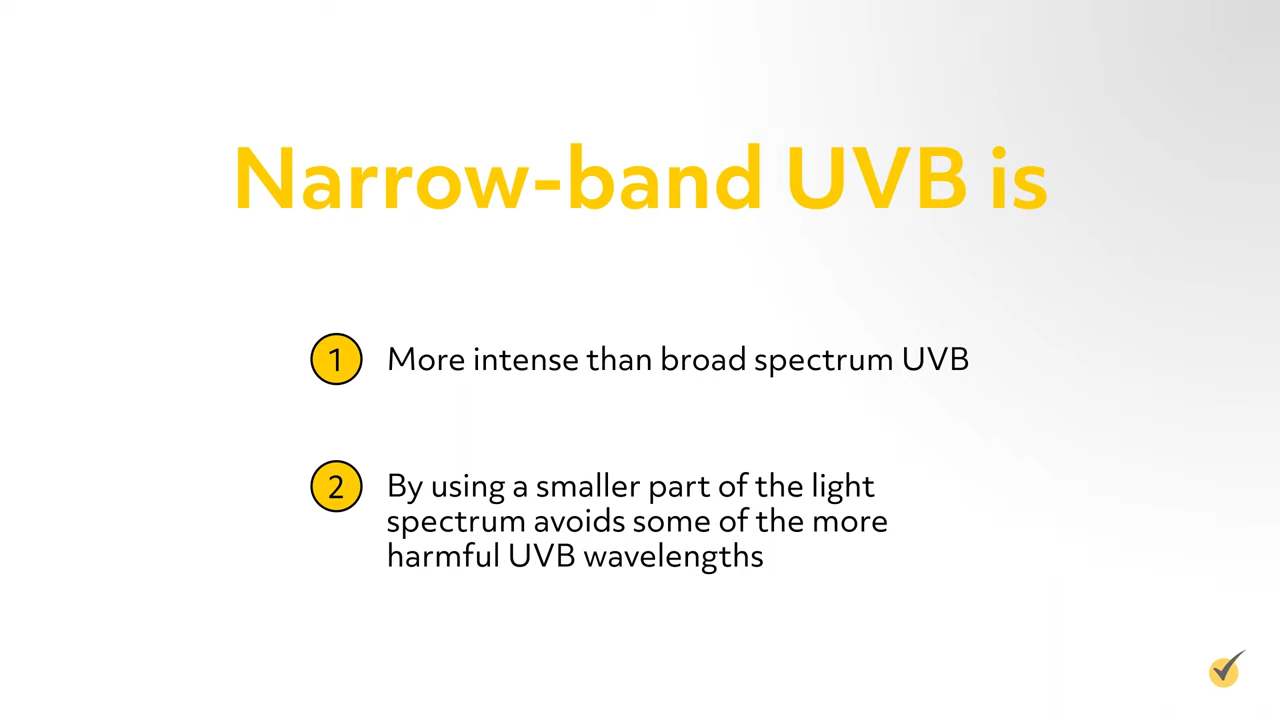 Narrow-band UVB is
1 More intense than broad spectrum UVB
2 By using a smaller part of the light
spectrum avoids some of the more
harmful UVB wavelengths